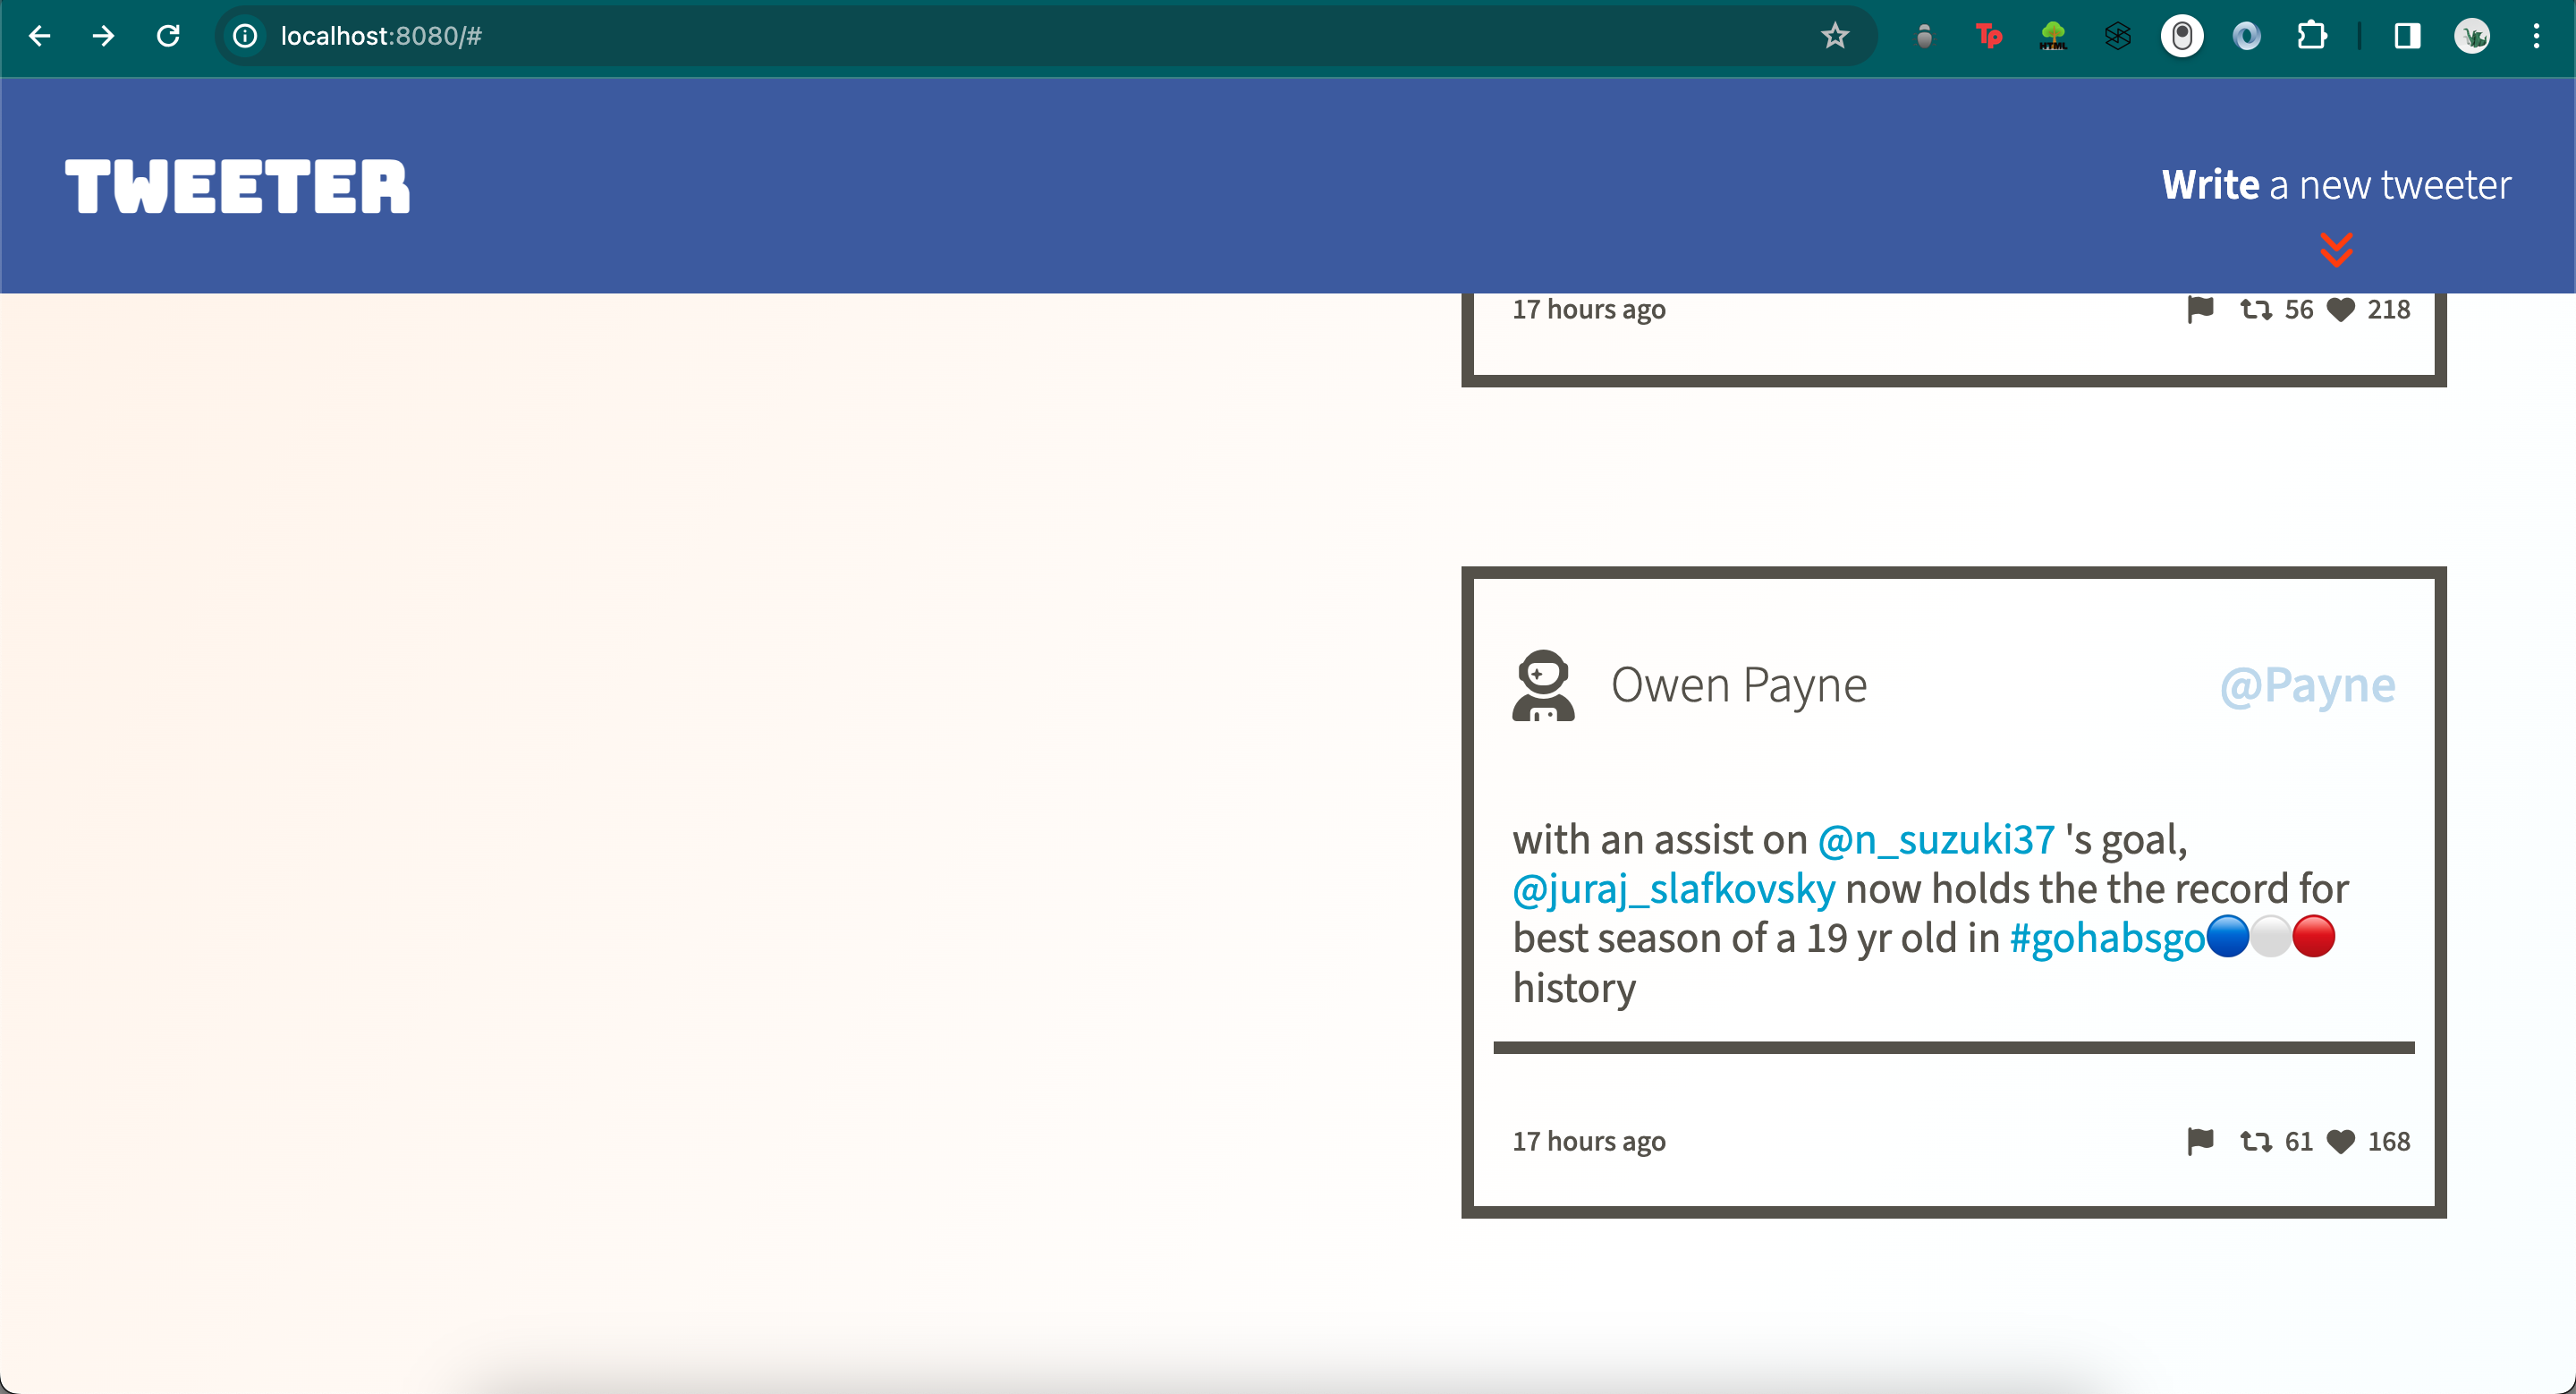 localhost:8080/#
Tp
HTML
TWEETER
Write a new tweeter
17 hours ago
56 218
Owen Payne
@Payne
with an assist on @n_suzuki37 's goal,
@juraj_slafkovsky now holds the the record for
best season of a 19 yr old in #gohabsgo🔵⚪🔴
history
17 hours ago
61 168